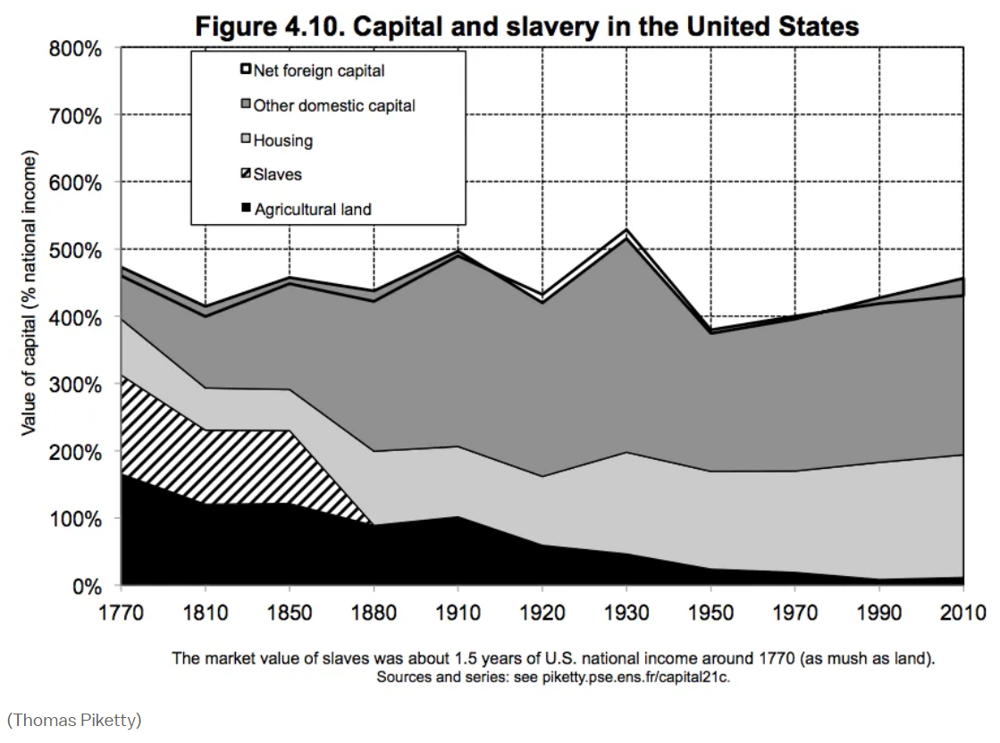 Figure 4.10. Capital and slavery in the United States
800%
700%
600%
500%
400%
300%
200%
100%
0%
Value of capital (% national income)
Net foreign capital
Other domestic capital
Housing
Slaves
Agricultural land
1770 1810 1850 1880 1910 1920 1930 1950 1970 1990 2010
The market value of slaves was about 1.5 years of U.S. national income around 1770 (as mush as land).
Sources and series: see piketty.pse.ens.fr/capital21c.
(Thomas Piketty)